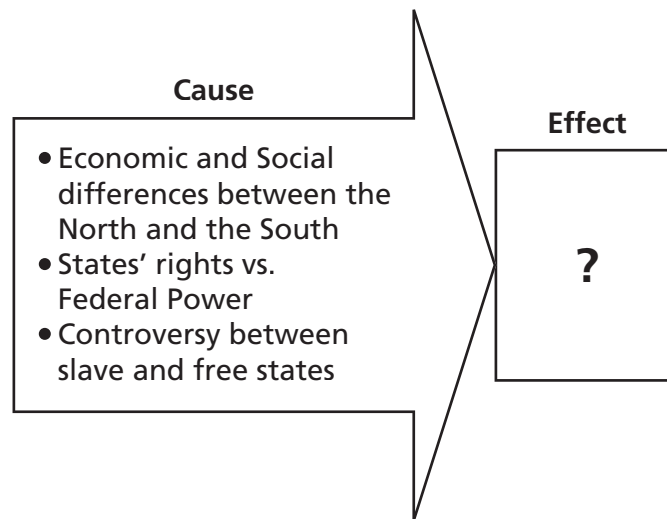 Cause
• Economic and Social
differences between the
North and the South
• States’ rights vs.
Federal Power
• Controversy between
slave and free states
Effect
?